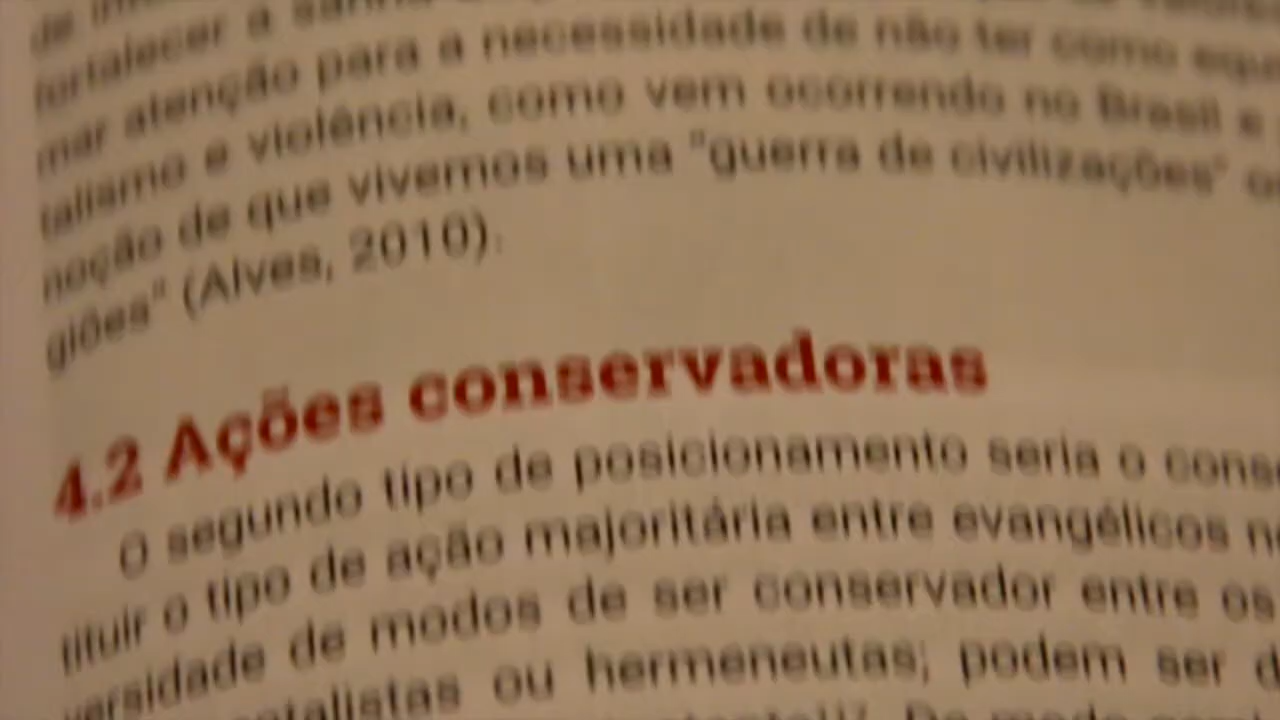 fortalecer a
mar atenção para a necessidade de não ter como
talismo e violência, como vem ocorrendo no Brasil e
noção de que vivemos uma "guerra de civilizações"
giões" (Alves, 2010).
4.2 Ações conservadoras
O segundo tipo de posicionamento seria o
tituir o tipo de ação majoritária entre evangélicos
versidade de modos de ser conservador entre os
talistas ou hermeneutas; podem ser